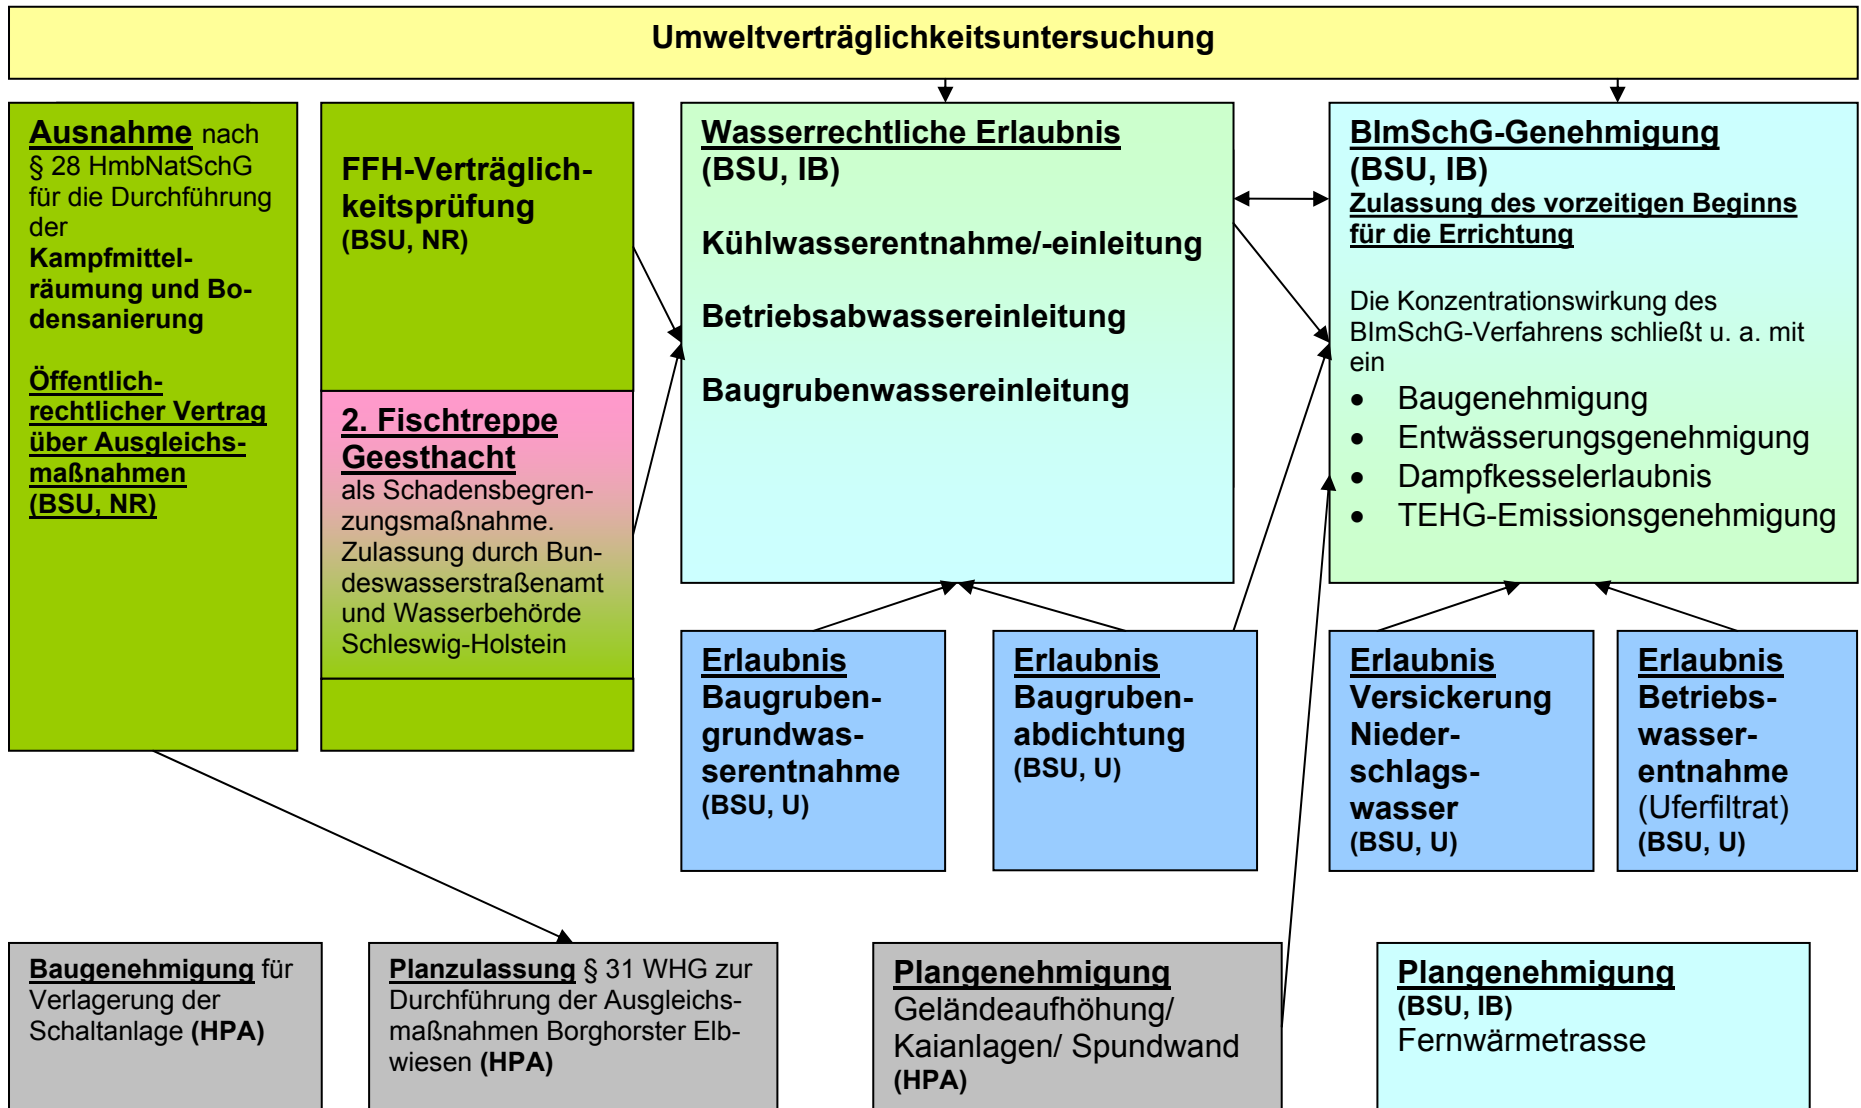 Umweltverträglichkeitsuntersuchung
Ausnahme nach
§ 28 HmbNatSchG
für die Durchführung
der
Kampfmittel-
räumung und Bo-
densanierung
Öffentlich-
rechtlicher Vertrag
über Ausgleichs-
maßnahmen
(BSU, NR)
FFH-Verträglich-
keitsprüfung
(BSU, NR)
2. Fischtreppe
Geesthacht
als Schadensbegren-
zungsmaßnahme.
Zulassung durch Bun-
deswasserstraßenamt
und Wasserbehörde
Schleswig-Holstein
Wasserrechtliche Erlaubnis
(BSU, IB)
Kühlwasserentnahme/-einleitung
Betriebsabwassereinleitung
Baugrubenwassereinleitung
BImSchG-Genehmigung
(BSU, IB)
Zulassung des vorzeitigen Beginns
für die Errichtung
Die Konzentrationswirkung des
BImSchG-Verfahrens schließt u. a. mit
ein
• Baugenehmigung
• Entwässerungsgenehmigung
• Dampfkesselerlaubnis
• TEHG-Emissionsgenehmigung
Erlaubnis
Baugruben-
grundwas-
serentnahme
(BSU, U)
Erlaubnis
Baugruben-
abdichtung
(BSU, U)
Erlaubnis
Versickerung
Nieder-
schlags-
wasser
(BSU, U)
Erlaubnis
Betriebs-
wasser-
entnahme
(Uferfiltrat)
(BSU, U)
Baugenehmigung für
Verlagerung der
Schaltanlage (HPA)
Planzulassung § 31 WHG zur
Durchführung der Ausgleichs-
maßnahmen Borghorster Elb-
wiesen (HPA)
Plangenehmigung
Geländeaufhöhung/
Kaianlagen/ Spundwand
(HPA)
Plangenehmigung
(BSU, IB)
Fernwärmetrasse